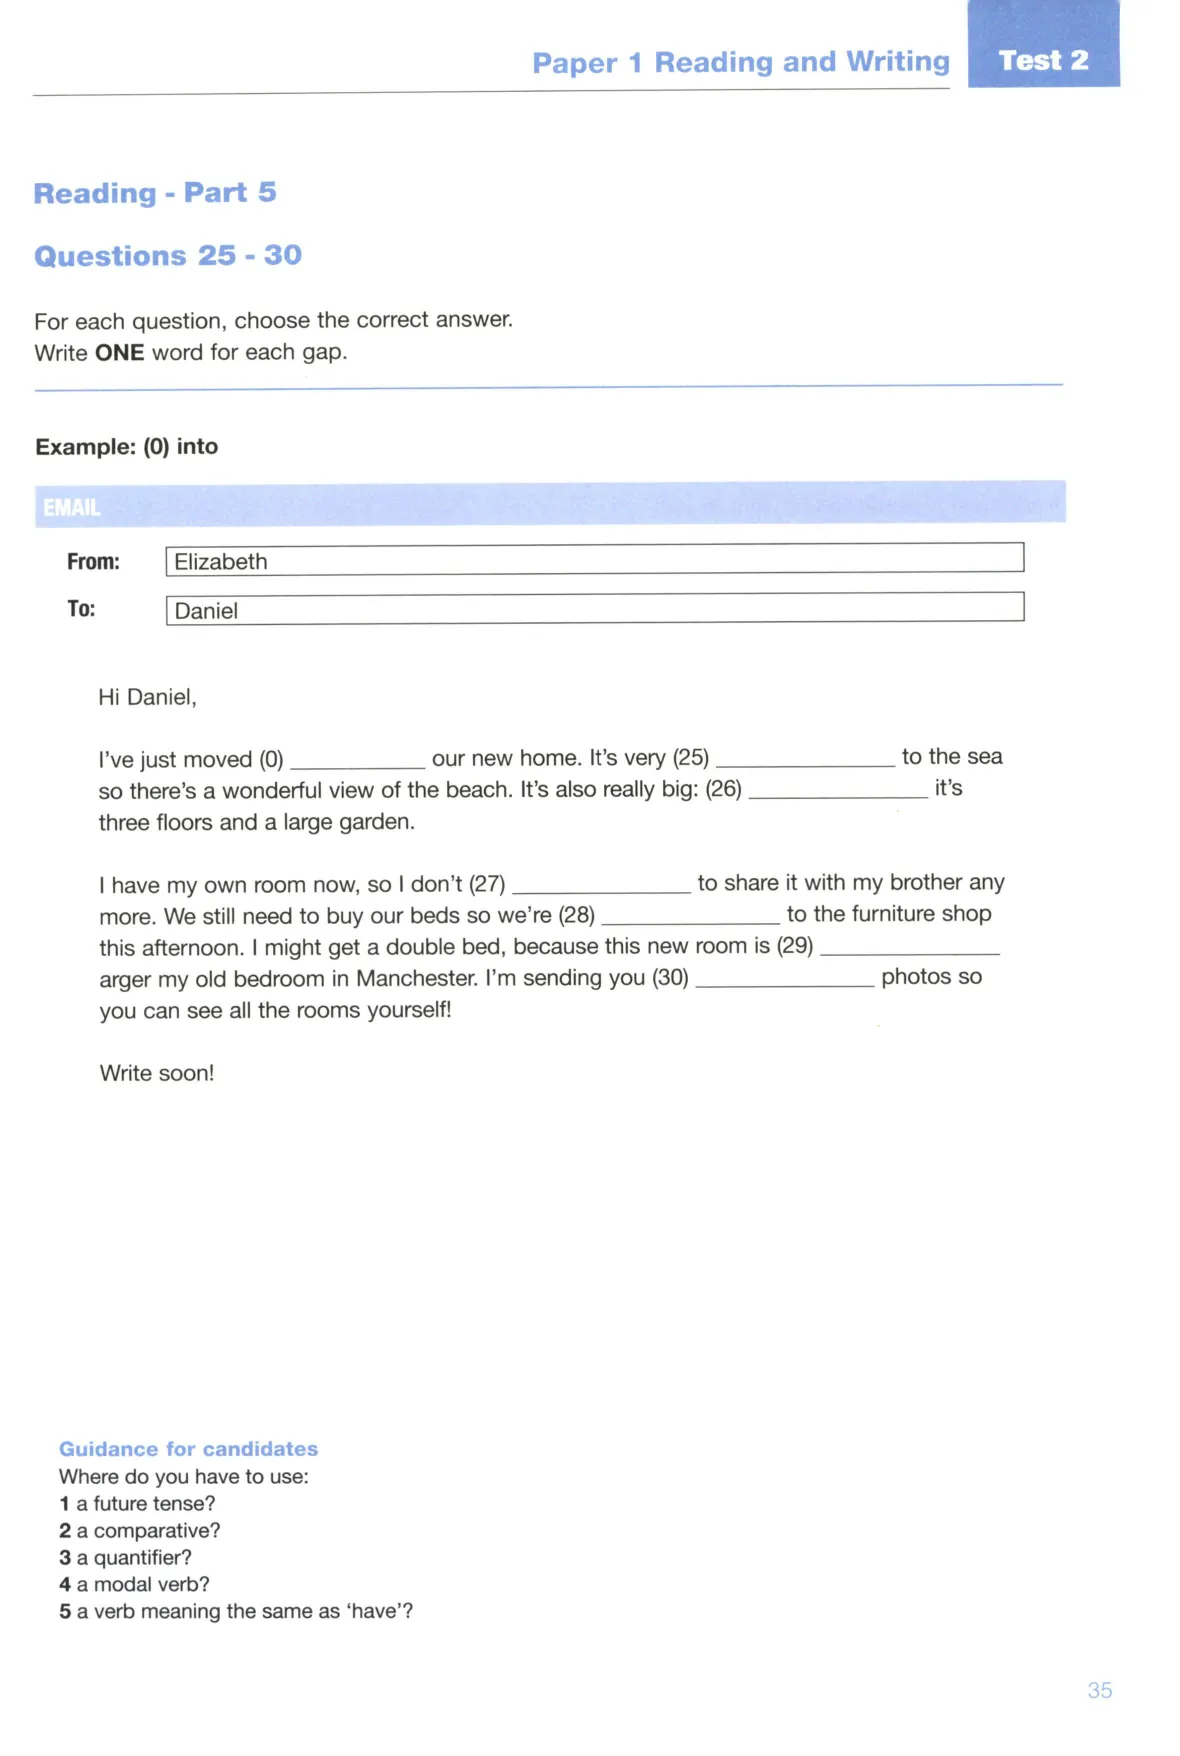 Paper 1 Reading and Writing Test 2
Reading - Part 5
Questions 25 - 30
For each question, choose the correct answer.
Write ONE word for each gap.
Example: (0) into
EMAIL
From: Elizabeth
To: Daniel
Hi Daniel,
I've just moved (0) ____________ our new home. It's very (25) ________________ to the sea
so there's a wonderful view of the beach. It's also really big: (26) ________________ it's
three floors and a large garden.
I have my own room now, so I don't (27) ________________ to share it with my brother any
more. We still need to buy our beds so we're (28) ________________ to the furniture shop
this afternoon. I might get a double bed, because this new room is (29) ________________
arger my old bedroom in Manchester. I'm sending you (30) ________________ photos so
you can see all the rooms yourself!
Write soon!
Guidance for candidates
Where do you have to use:
1 a future tense?
2 a comparative?
3 a quantifier?
4 a modal verb?
5 a verb meaning the same as 'have'?
35